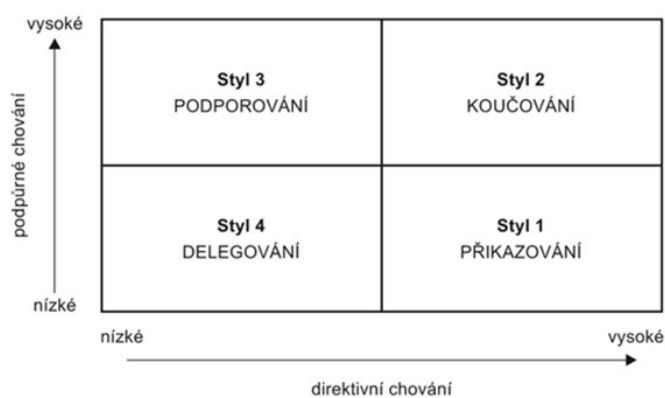 vysoké
podpůrné chování
nízké
Styl 3
PODPOROVÁNÍ
Styl 2
KOUČOVÁNÍ
Styl 4
DELEGOVÁNÍ
Styl 1
PŘIKAZOVÁNÍ
nízké
vysoké
direktivní chování